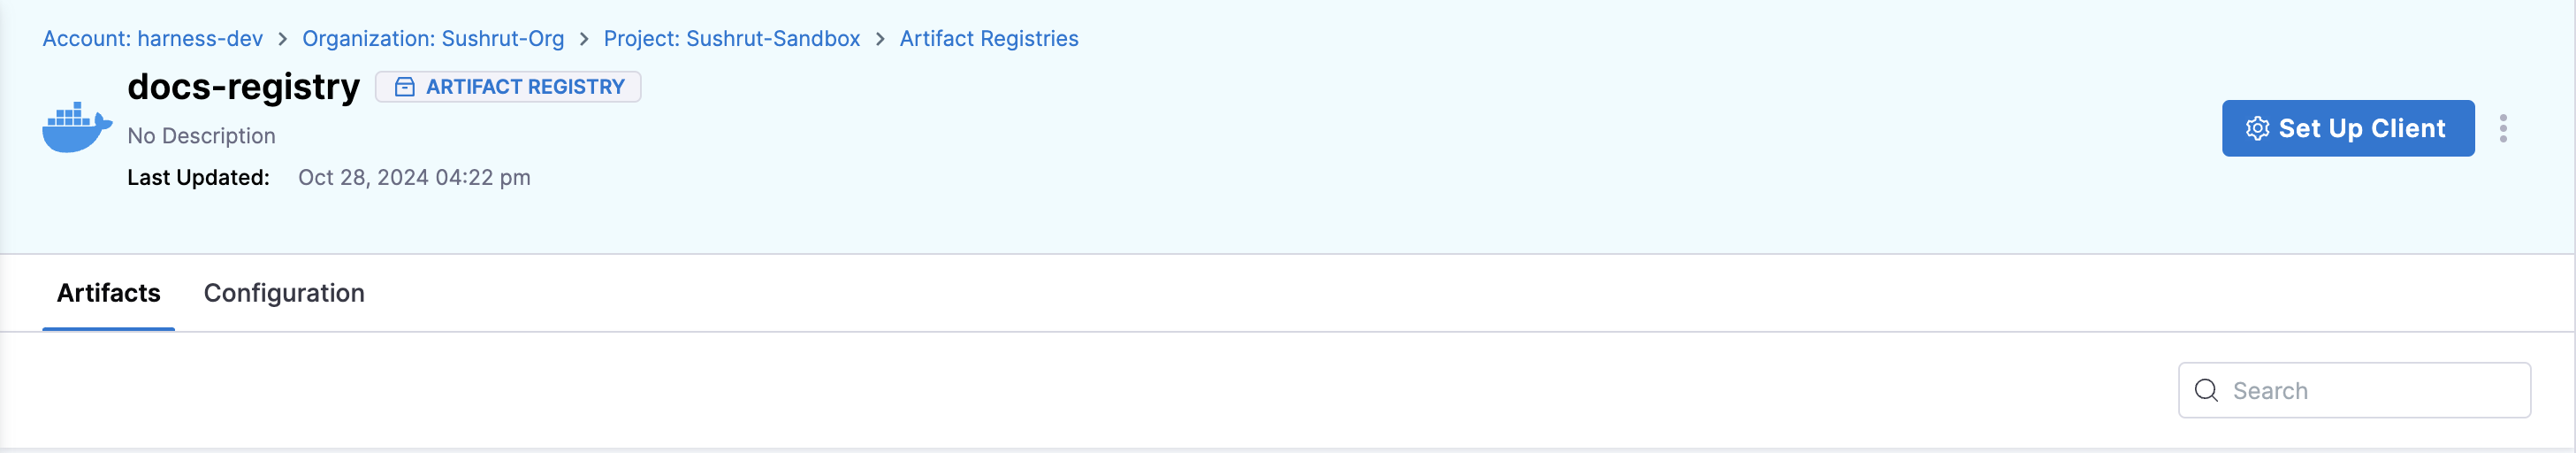 Account: harness-dev > Organization: Sushrut-Org > Project: Sushrut-Sandbox > Artifact Registries
docs-registry ARTIFACT REGISTRY
No Description
Set Up Client
Last Updated: Oct 28, 2024 04:22 pm
Artifacts Configuration
Search